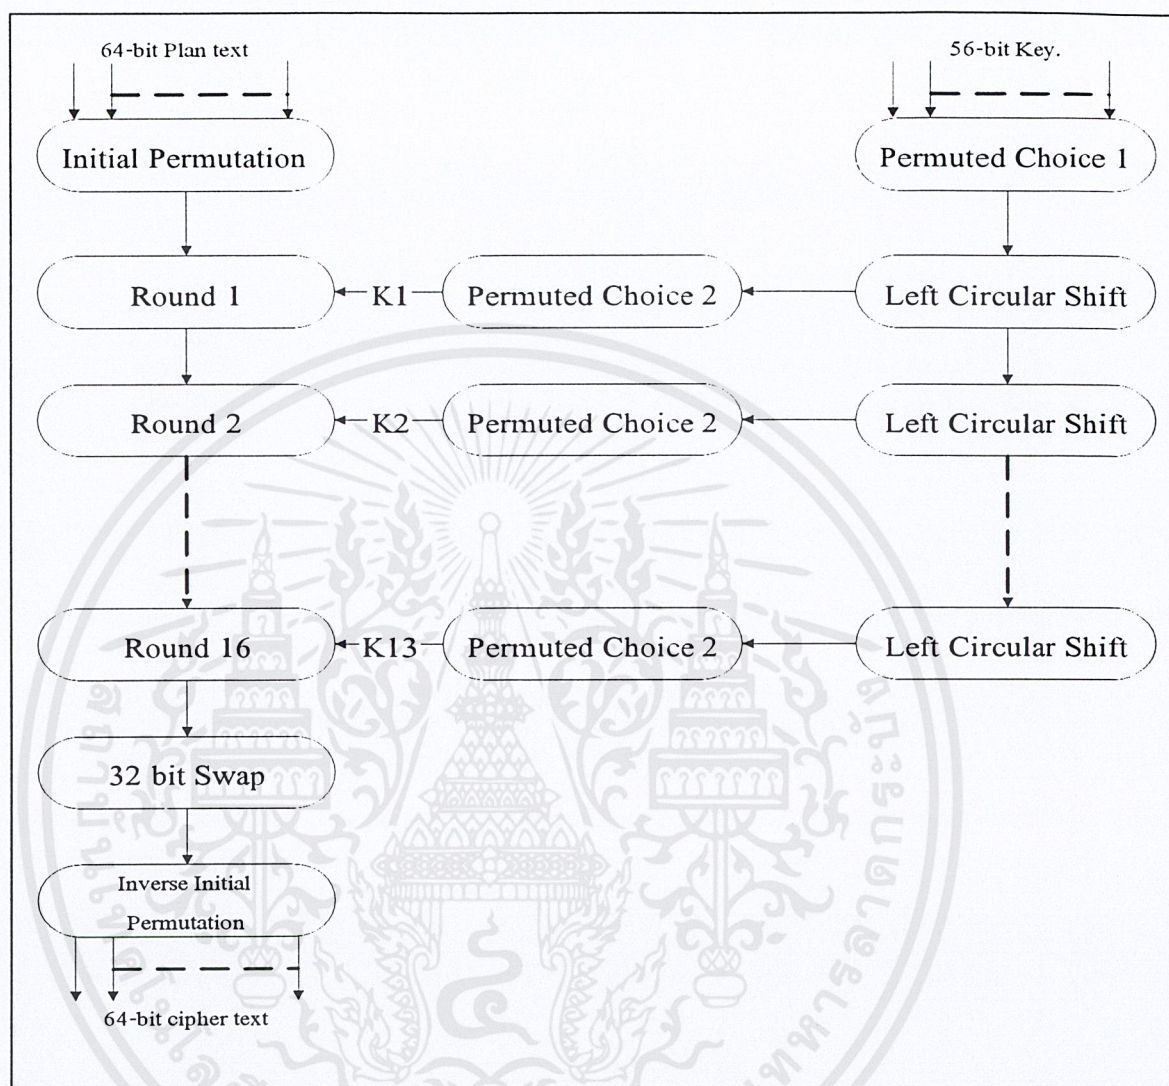 64-bit Plan text
56-bit Key.
Initial Permutation
Permuted Choice 1
Round 1
K1
Permuted Choice 2
Left Circular Shift
Round 2
K2
Permuted Choice 2
Left Circular Shift
Round 16
K13
Permuted Choice 2
Left Circular Shift
32 bit Swap
Inverse Initial
Permutation
64-bit cipher text